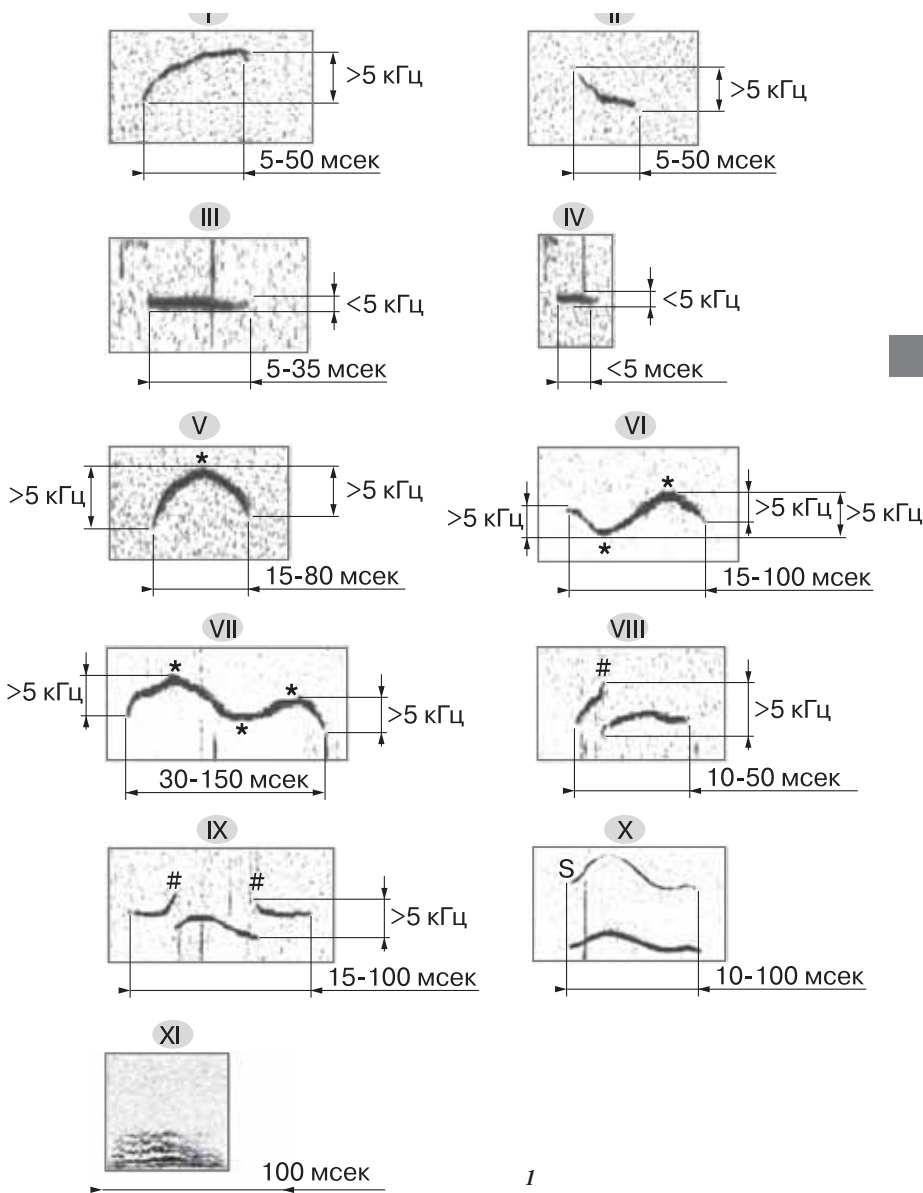 I II
>5 кГц >5 кГц
5-50 мсек 5-50 мсек
III IV
<5 кГц <5 кГц
5-35 мсек <5 мсек
V VI
* *
>5 кГц >5 кГц >5 кГц >5 кГц >5 кГц
*
15-80 мсек 15-100 мсек
VII VIII
* * #
>5 кГц >5 кГц >5 кГц
*
30-150 мсек 10-50 мсек
IX X
# # S
>5 кГц
15-100 мсек 10-100 мсек
XI
100 мсек 1